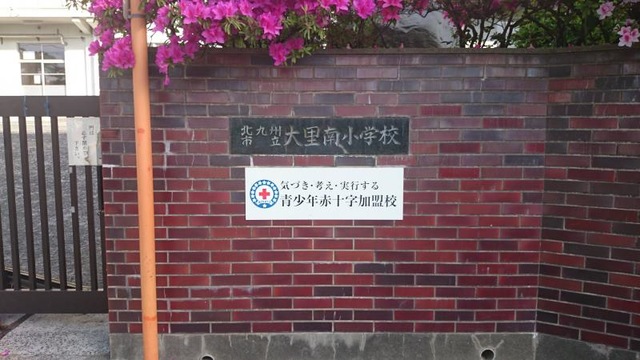 北九州市立大里南小学校
気づき・考え・実行する
青少年赤十字加盟校